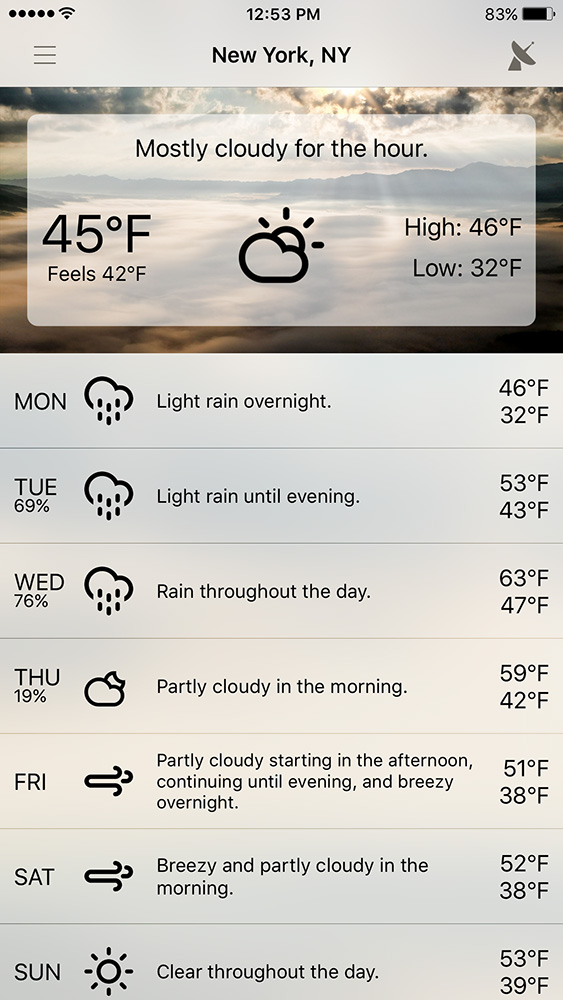 12:53 PM
83%
New York, NY
Mostly cloudy for the hour.
45°F
Feels 42°F
High: 46°F
Low: 32°F
MON
Light rain overnight.
46°F
32°F
TUE
69%
Light rain until evening.
53°F
43°F
WED
76%
Rain throughout the day.
63°F
47°F
THU
19%
Partly cloudy in the morning.
59°F
42°F
FRI
Partly cloudy starting in the afternoon,
continuing until evening, and breezy
overnight.
51°F
38°F
SAT
Breezy and partly cloudy in the
morning.
52°F
38°F
SUN
Clear throughout the day.
53°F
39°F